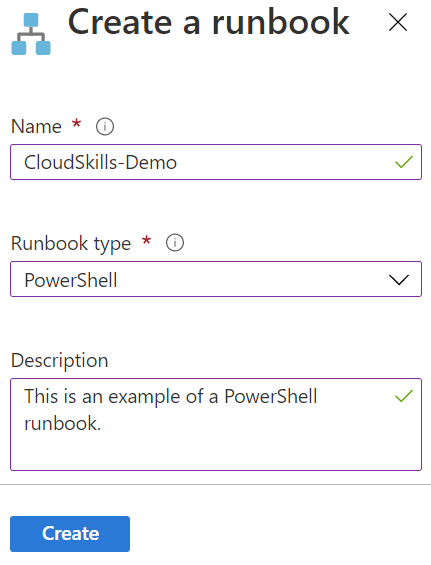 Create a runbook
Name *
CloudSkills-Demo
Runbook type *
PowerShell
Description
This is an example of a PowerShell
runbook.
Create